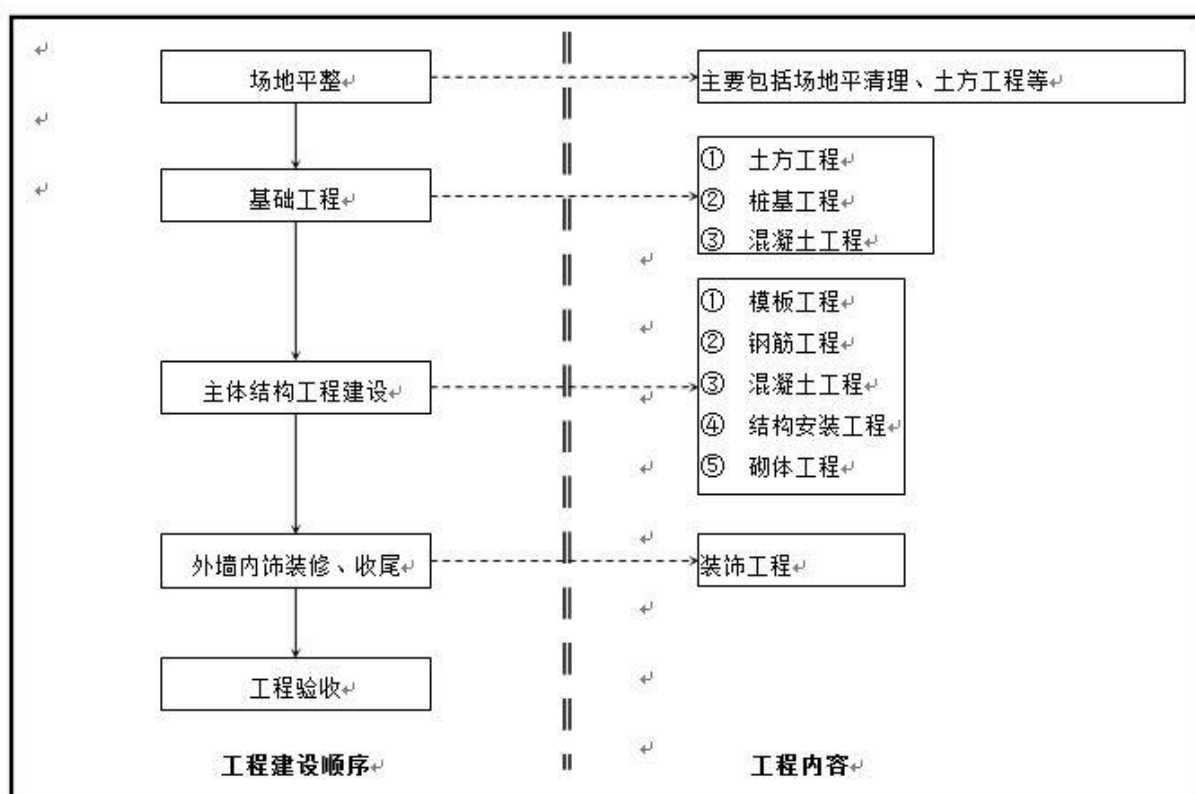 场地平整
主要包括场地平清理、土方工程等
基础工程
① 土方工程
② 桩基工程
③ 混凝土工程
主体结构工程建设
① 模板工程
② 钢筋工程
③ 混凝土工程
④ 结构安装工程
⑤ 砌体工程
外墙内饰装修、收尾
装饰工程
工程验收
工程建设顺序
工程内容